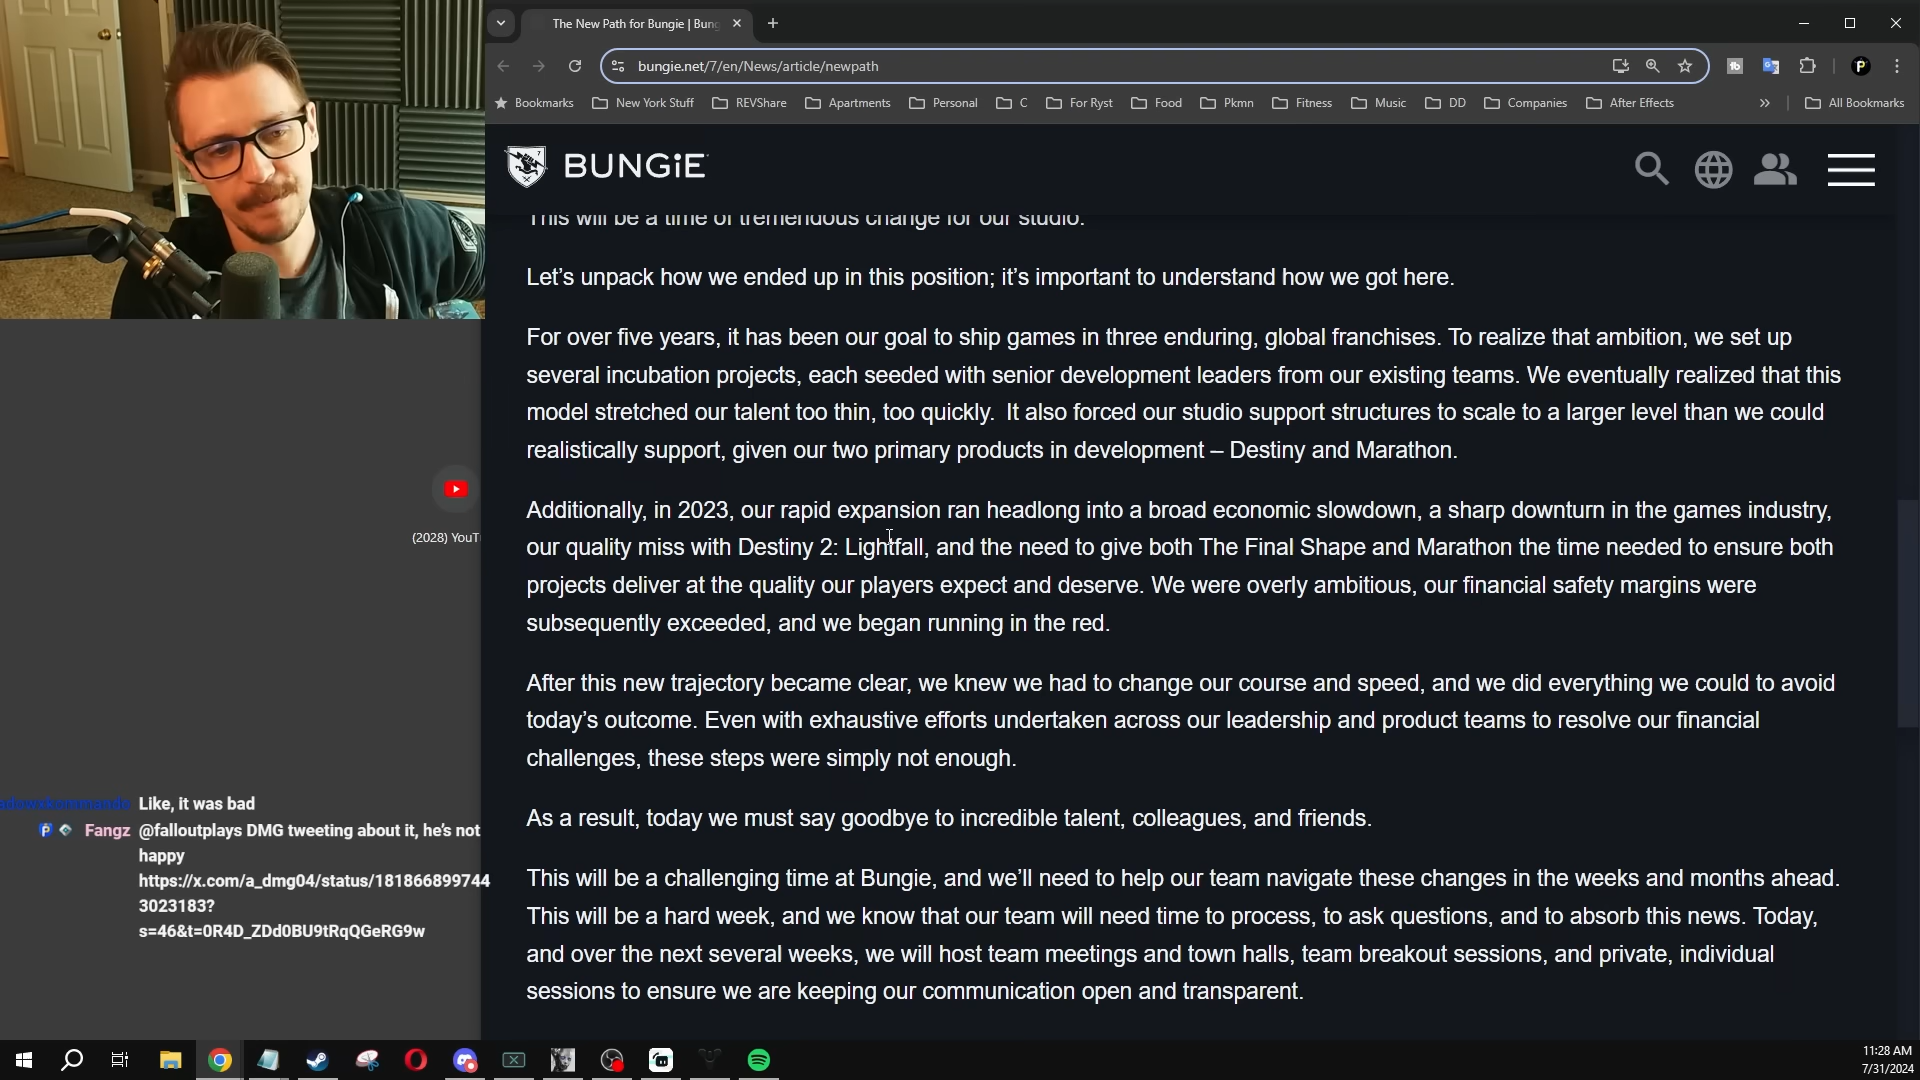 The New Path for Bungie | Bung
bungie.net/7/en/News/article/newpath
Bookmarks New York Stuff REVShare Apartments Personal C For Ryst Food Pkmn Fitness Music DD Companies After Effects » All Bookmarks
BUNGiE
This will be a time of tremendous change for our studio.
Let’s unpack how we ended up in this position; it’s important to understand how we got here.
For over five years, it has been our goal to ship games in three enduring, global franchises. To realize that ambition, we set up
several incubation projects, each seeded with senior development leaders from our existing teams. We eventually realized that this
model stretched our talent too thin, too quickly.  It also forced our studio support structures to scale to a larger level than we could
realistically support, given our two primary products in development – Destiny and Marathon.
Additionally, in 2023, our rapid expansion ran headlong into a broad economic slowdown, a sharp downturn in the games industry,
our quality miss with Destiny 2: Lightfall, and the need to give both The Final Shape and Marathon the time needed to ensure both
projects deliver at the quality our players expect and deserve. We were overly ambitious, our financial safety margins were
subsequently exceeded, and we began running in the red.
After this new trajectory became clear, we knew we had to change our course and speed, and we did everything we could to avoid
today’s outcome. Even with exhaustive efforts undertaken across our leadership and product teams to resolve our financial
challenges, these steps were simply not enough.
As a result, today we must say goodbye to incredible talent, colleagues, and friends.
This will be a challenging time at Bungie, and we’ll need to help our team navigate these changes in the weeks and months ahead.
This will be a hard week, and we know that our team will need time to process, to ask questions, and to absorb this news. Today,
and over the next several weeks, we will host team meetings and town halls, team breakout sessions, and private, individual
sessions to ensure we are keeping our communication open and transparent.
(2028) YouT
Like, it was bad
Fangz @falloutplays DMG tweeting about it, he’s not
happy
https://x.com/a_dmg04/status/181866899744
3023183?
s=46&t=0R4D_ZDd0BU9tRqQGeRG9w
11:28 AM
7/31/2024